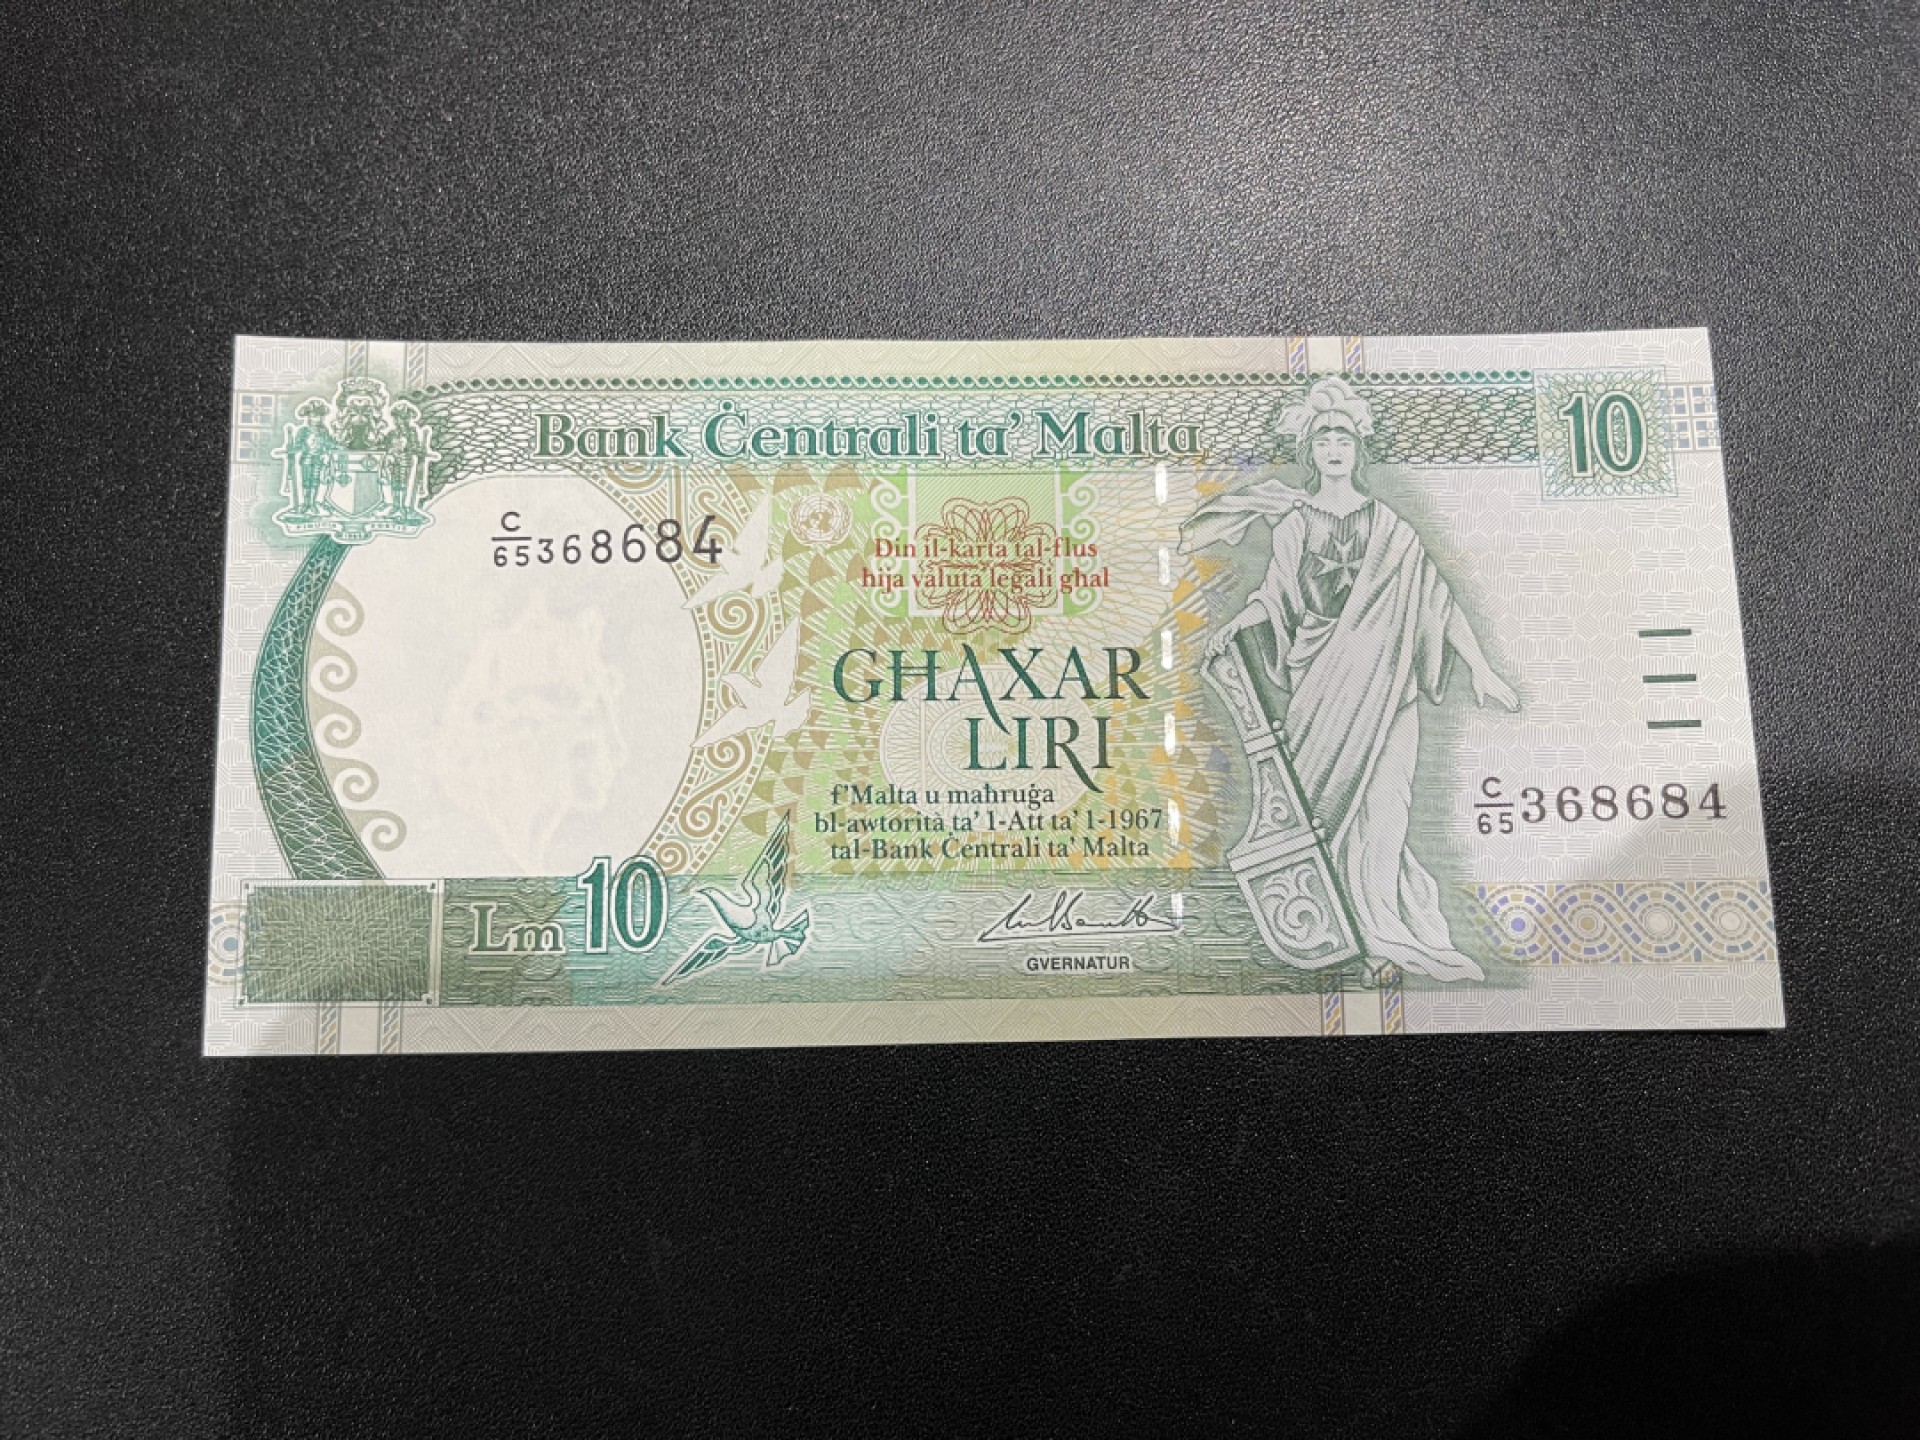 Bank Ċentrali ta' Malta
10
C/65 368684
Din il-karta tal-flus
hija valuta legali għal
GĦAXAR
LIRI
f'Malta u maħruġa
bl-awtorità ta' l-Att ta' l-1967
tal-Bank Ċentrali ta' Malta
C/65 368684
Lm 10
GVERNATUR